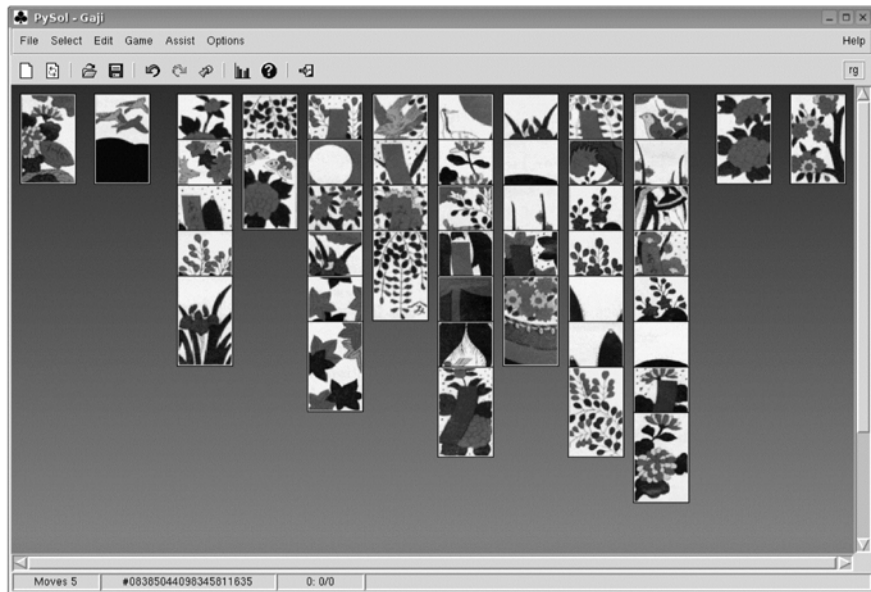 PySol - Gaji
File Select Edit Game Assist Options Help
rg
Moves 5 #08385044098345811635 0: 0/0